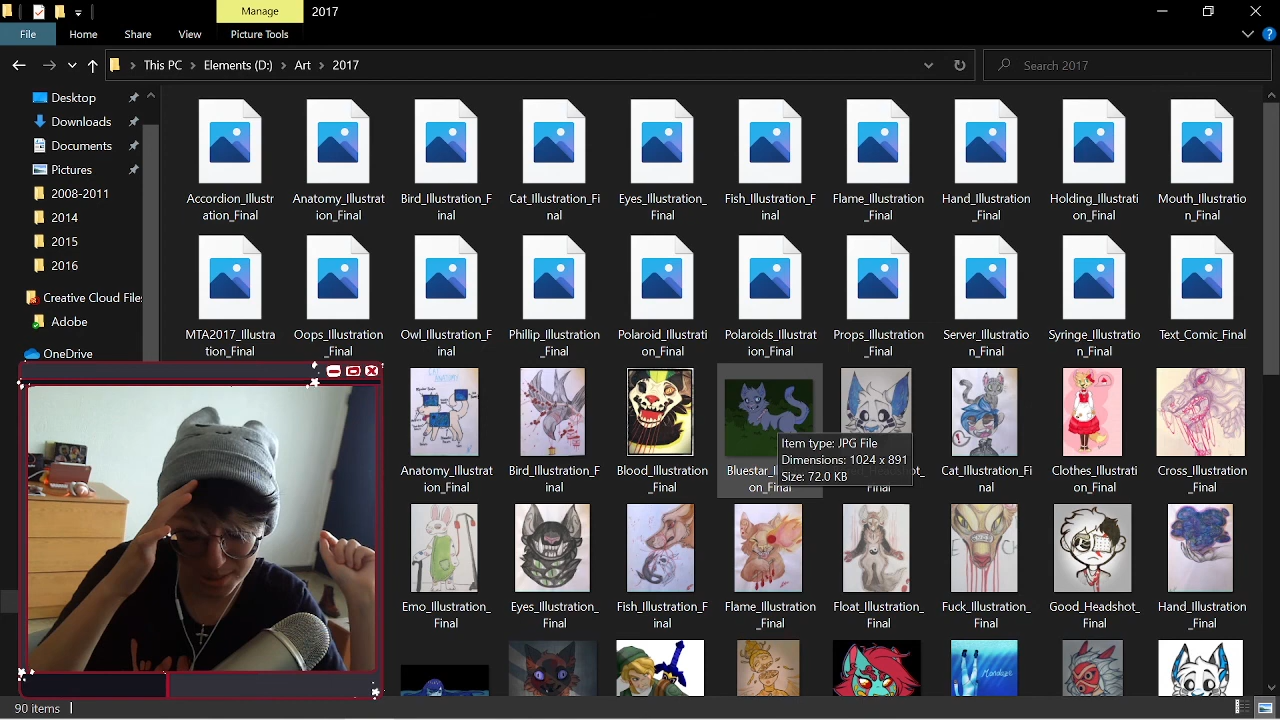 Manage
2017
File
Home
Share
View
Picture Tools
This PC
Elements (D:)
Art
2017
Search 2017
Desktop
Downloads
Documents
Pictures
2008-2011
2014
2015
2016
Creative Cloud Files
Adobe
OneDrive
Accordion_Illustr
ation_Final
Anatomy_Illustrat
ion_Final
Bird_Illustration_F
inal
Cat_Illustration_Fi
nal
Eyes_Illustration_
Final
Fish_Illustration_F
inal
Flame_Illustration
_Final
Hand_Illustration
_Final
Holding_Illustrati
on_Final
Mouth_Illustratio
n_Final
MTA2017_Illustra
tion_Final
Oops_Illustration
_Final
Owl_Illustration_F
inal
Phillip_Illustration
_Final
Polaroid_Illustrati
on_Final
Polaroids_Illustrat
ion_Final
Props_Illustration
_Final
Server_Illustratio
n_Final
Syringe_Illustrati
on_Final
Text_Comic_Final
Anatomy_Illustrat
ion_Final
Bird_Illustration_F
inal
Blood_Illustration
_Final
Bluestar_I
on_Final
Item type: JPG File
Dimensions: 1024 x 891
Size: 72.0 KB
Cat_Illustration_Fi
nal
Clothes_Illustrati
on_Final
Cross_Illustration
_Final
Emo_Illustration_
Final
Eyes_Illustration_
Final
Fish_Illustration_F
inal
Flame_Illustration
_Final
Float_Illustration_
Final
Fuck_Illustration_
Final
Good_Headshot_
Final
Hand_Illustration
_Final
90 items